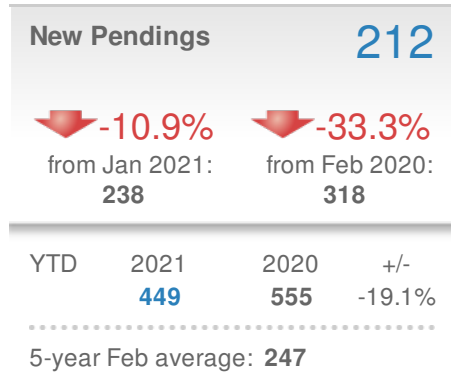 New Pendings 212
-10.9% -33.3%
from Jan 2021: from Feb 2020:
238 318
YTD 2021 2020 +/-
449 555 -19.1%
5-year Feb average: 247